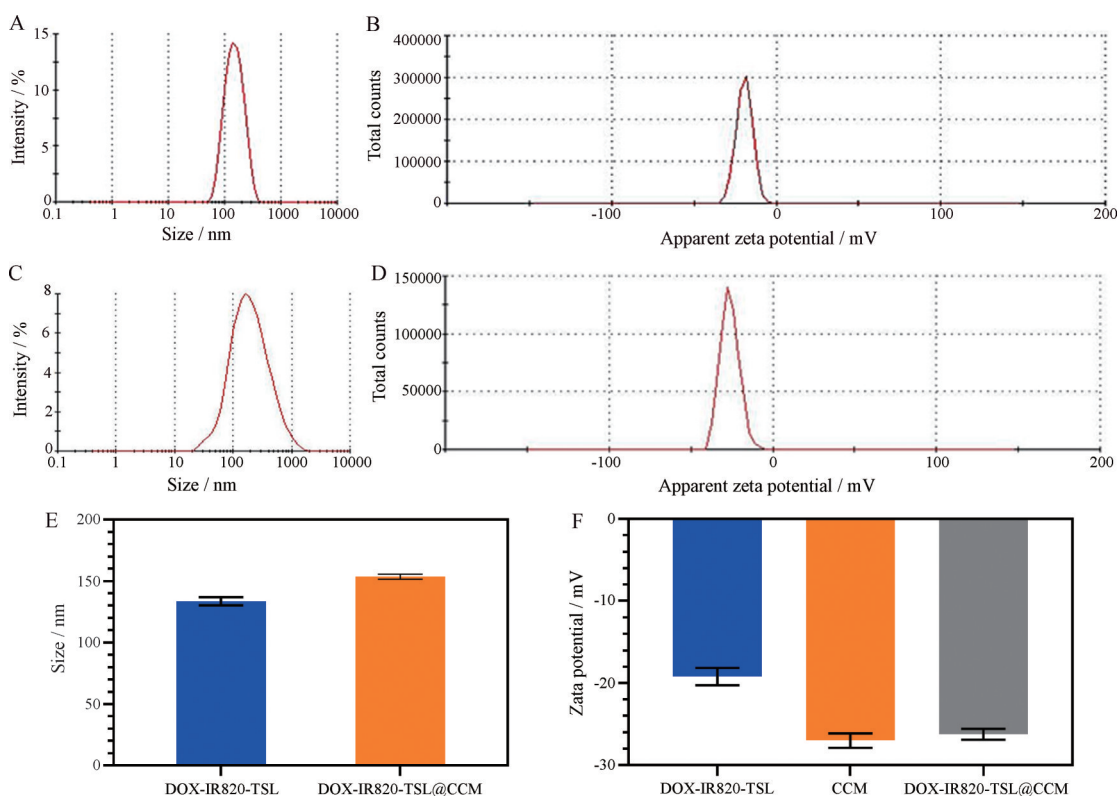 A
15
10
5
0
0.1 1 10 100 1000 10000
Intensity / %
Size / nm
B
400000
300000
200000
100000
0
-100 0 100 200
Total counts
Apparent zeta potential / mV
C
8
6
4
2
0
0.1 1 10 100 1000 10000
Intensity / %
Size / nm
D
150000
100000
50000
0
-100 0 100 200
Total counts
Apparent zeta potential / mV
E
200
150
100
50
0
Size / nm
DOX-IR820-TSL DOX-IR820-TSL@CCM
F
0
-10
-20
-30
Zata potential / mV
DOX-IR820-TSL CCM DOX-IR820-TSL@CCM